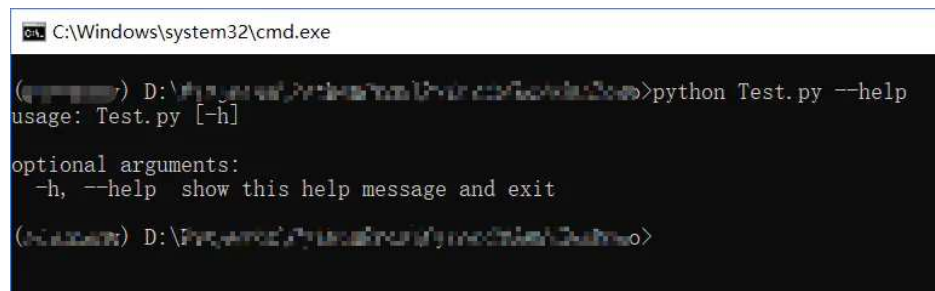 C:\Windows\system32\cmd.exe
D:\ >python Test.py --help
usage: Test.py [-h]
optional arguments:
-h, --help  show this help message and exit
D:\ >